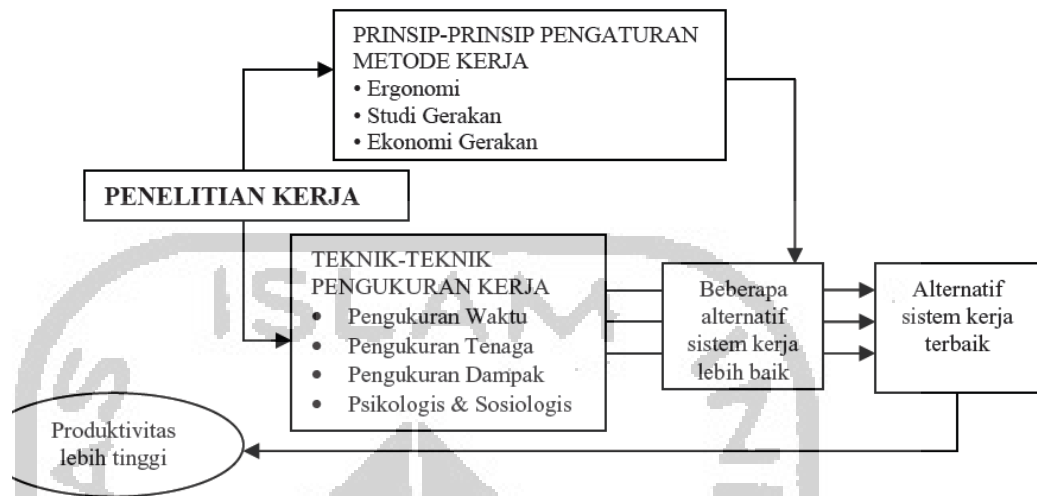 PRINSIP-PRINSIP PENGATURAN
METODE KERJA
• Ergonomi
• Studi Gerakan
• Ekonomi Gerakan
PENELITIAN KERJA
TEKNIK-TEKNIK
PENGUKURAN KERJA
• Pengukuran Waktu
• Pengukuran Tenaga
• Pengukuran Dampak
• Psikologis & Sosiologis
Beberapa
alternatif
sistem kerja
lebih baik
Alternatif
sistem kerja
terbaik
Produktivitas
lebih tinggi
ISLAM